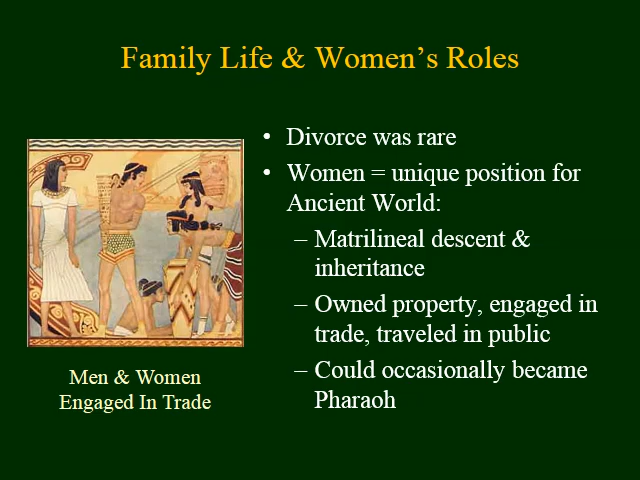 Family Life & Women’s Roles
• Divorce was rare
• Women = unique position for
Ancient World:
– Matrilineal descent &
inheritance
– Owned property, engaged in
trade, traveled in public
– Could occasionally became
Pharaoh
Men & Women
Engaged In Trade